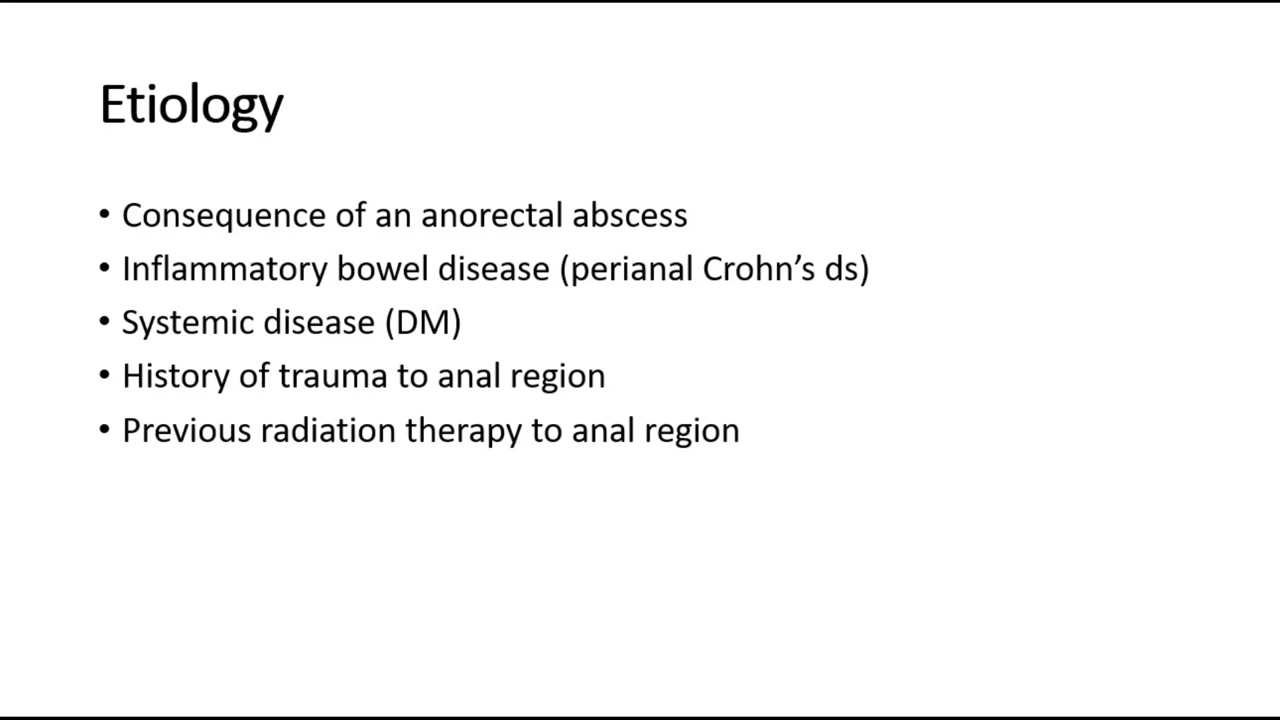 Etiology
• Consequence of an anorectal abscess
• Inflammatory bowel disease (perianal Crohn’s ds)
• Systemic disease (DM)
• History of trauma to anal region
• Previous radiation therapy to anal region